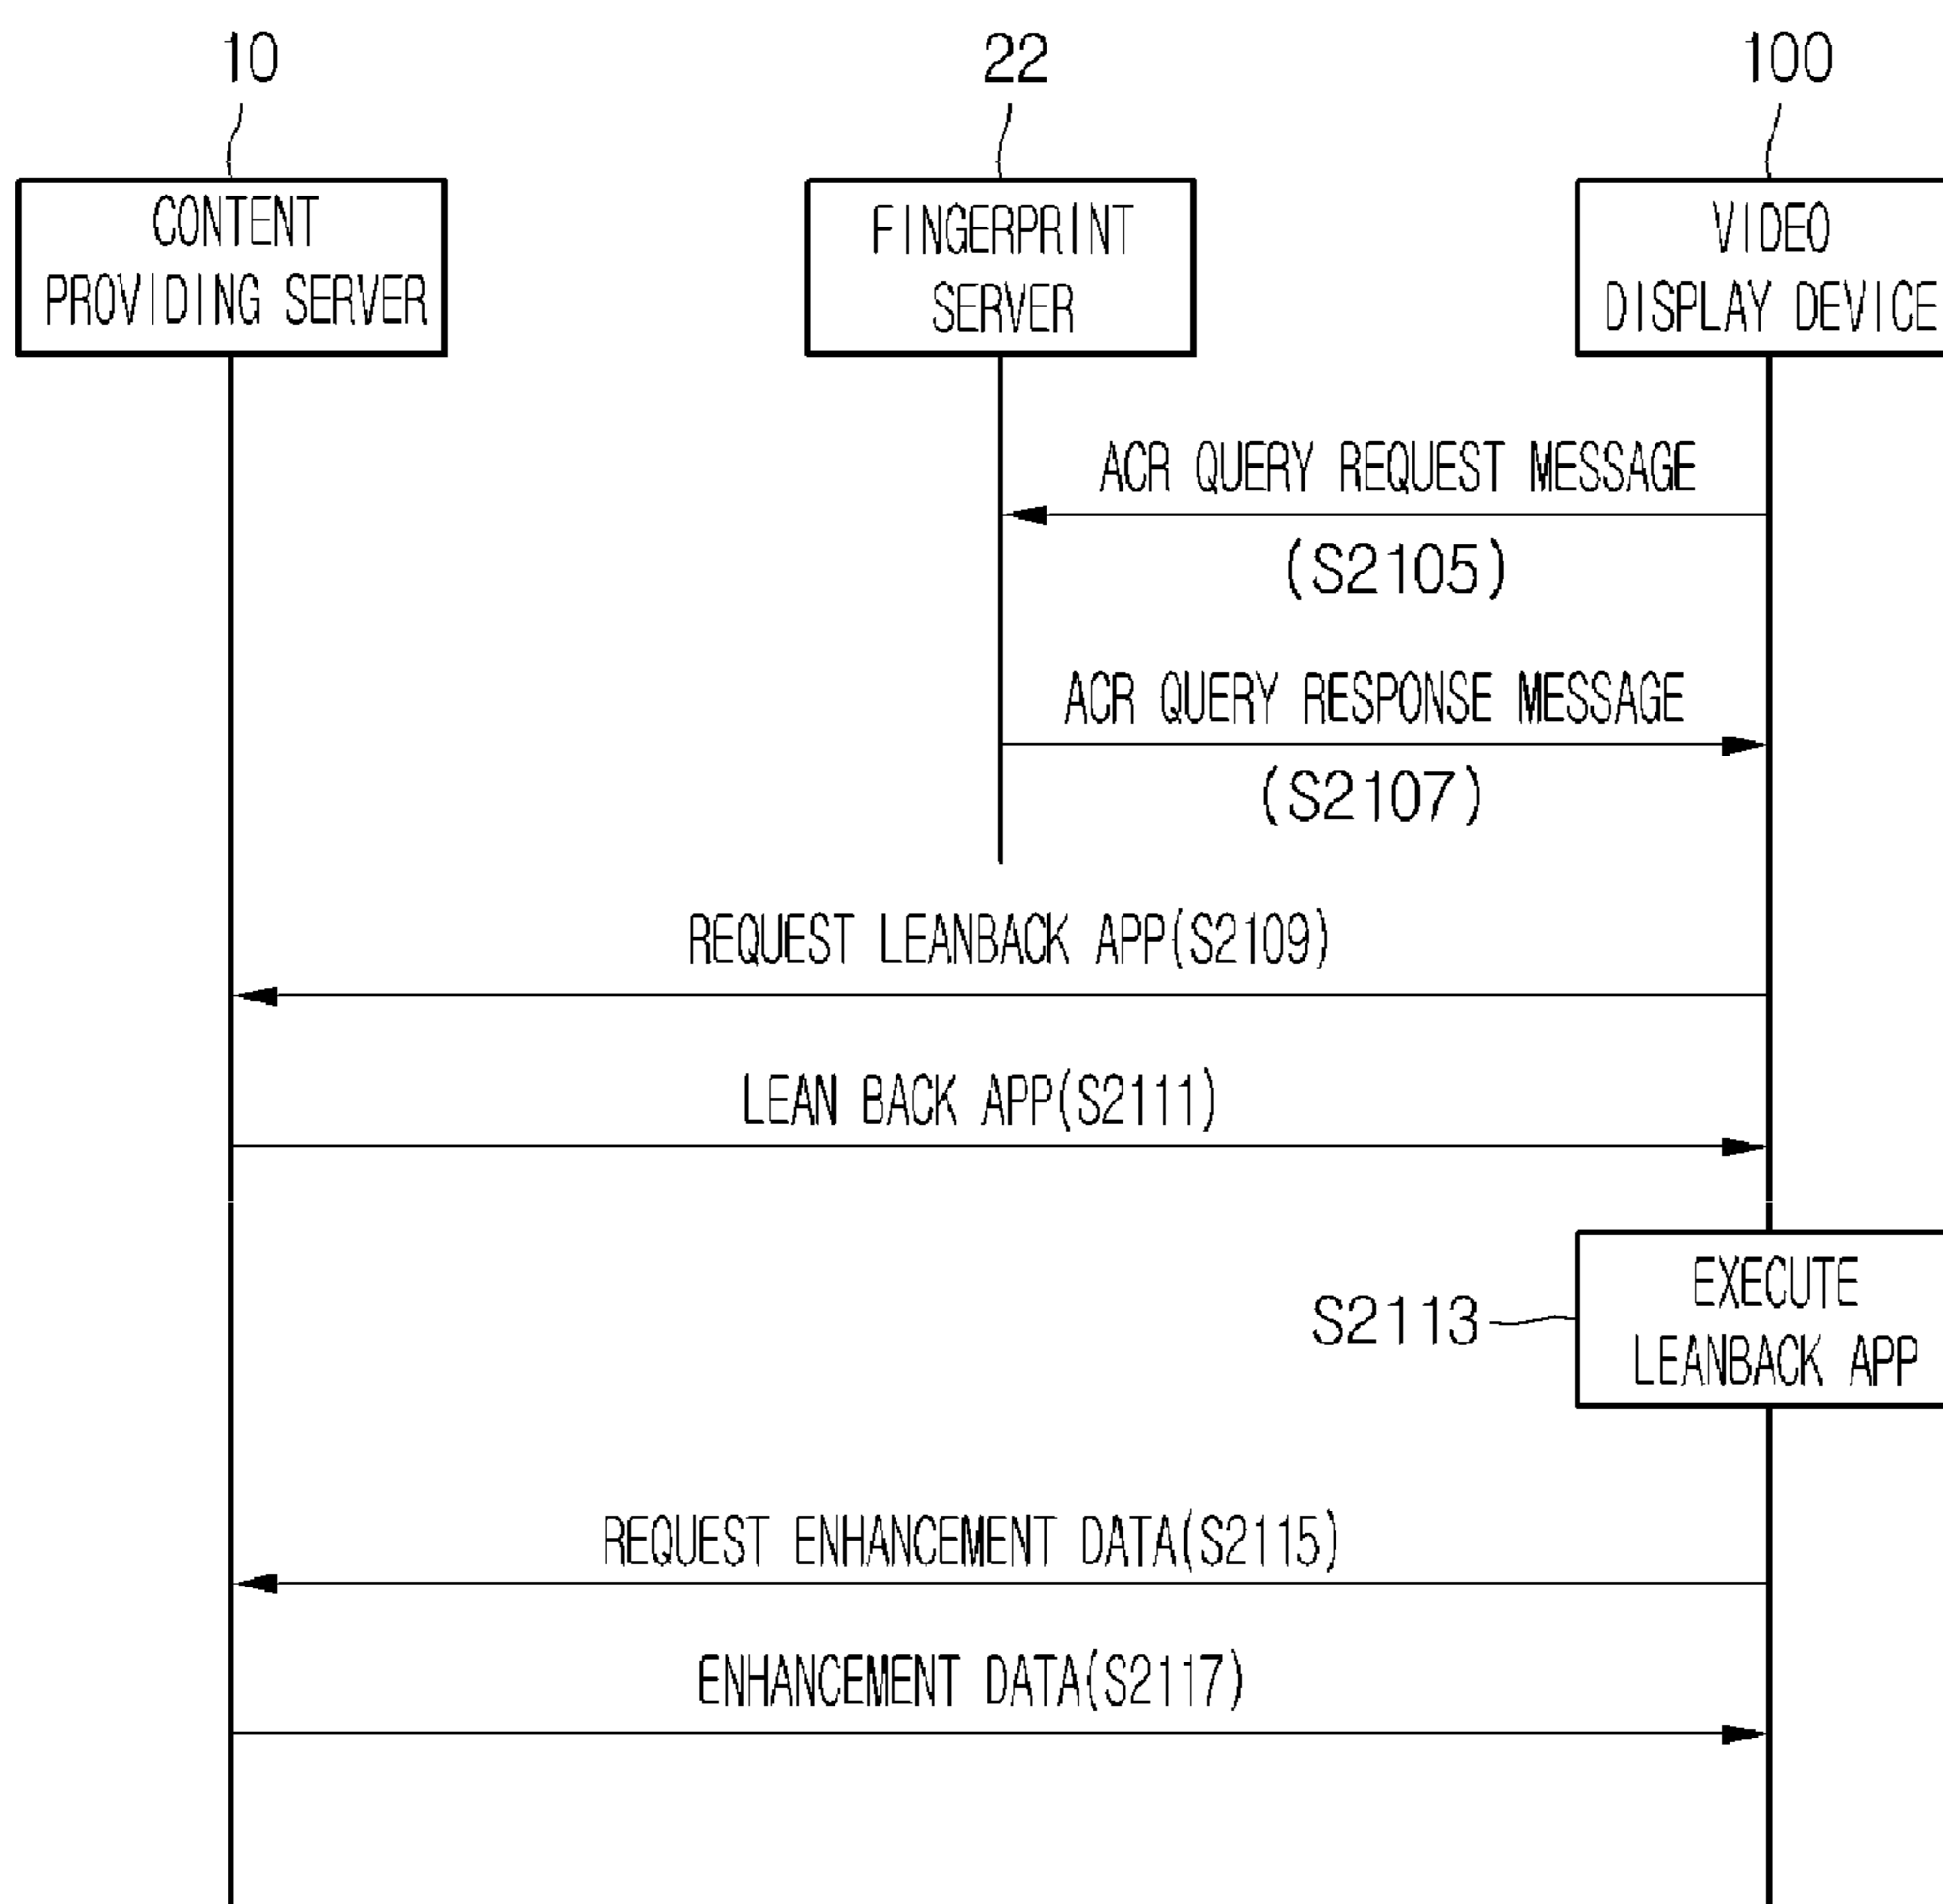 10
22
100
CONTENT
PROVIDING SERVER
FINGERPRINT
SERVER
VIDEO
DISPLAY DEVICE
ACR QUERY REQUEST MESSAGE
(S2105)
ACR QUERY RESPONSE MESSAGE
(S2107)
REQUEST LEANBACK APP(S2109)
LEAN BACK APP(S2111)
EXECUTE
LEANBACK APP
S2113
REQUEST ENHANCEMENT DATA(S2115)
ENHANCEMENT DATA(S2117)